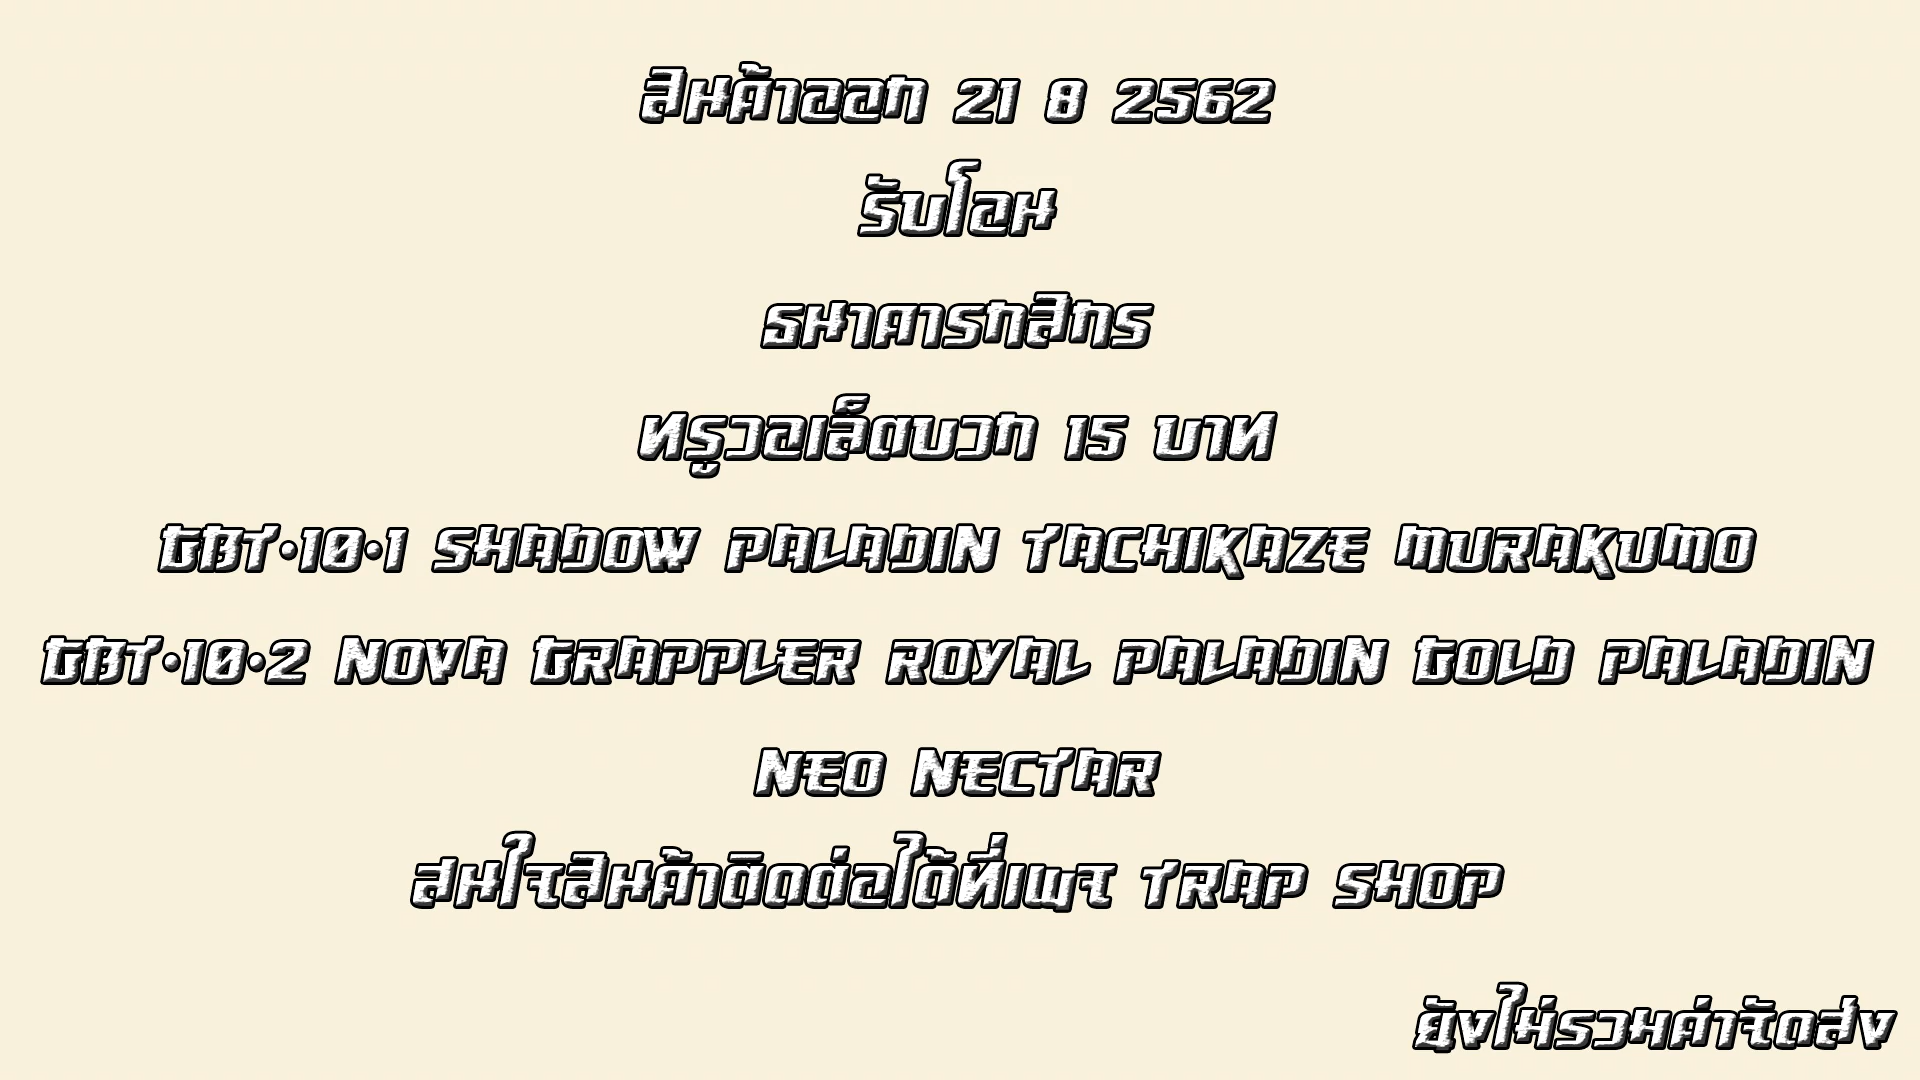 สินค้าออก 21 8 2562
รับโอน
ธนาคารกสิกร
ทรูวอเล็ตบวก 15 บาท
GBT-10-1 SHADOW PALADIN TACHIKAZE MURAKUMO
GBT-10-2 NOVA GRAPPLER ROYAL PALADIN GOLD PALADIN
NEO NECTAR
สนใจสินค้าติดต่อได้ที่เพจ TRAP SHOP
ยังไม่รวมค่าจัดส่ง